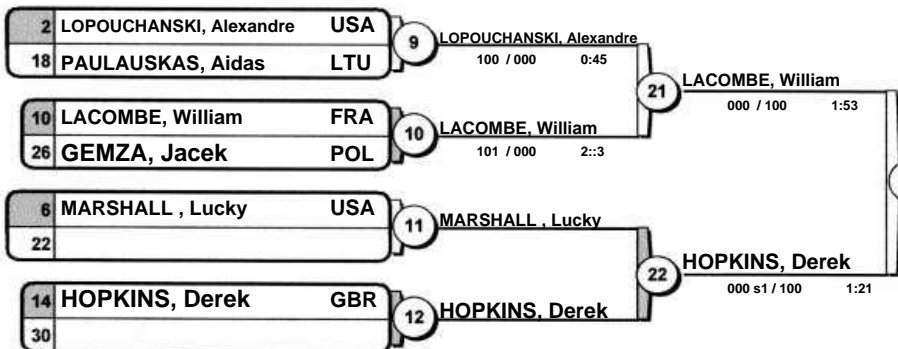 2 LOPOUCHANSKI, Alexandre USA
18 PAULAUSKAS, Aidas LTU
9
LOPOUCHANSKI, Alexandre
100 / 000 0:45
10 LACOMBE, William FRA
26 GEMZA, Jacek POL
10
LACOMBE, William
101 / 000 2::3
21
LACOMBE, William
000 / 100 1:53
6 MARSHALL , Lucky USA
22
11
MARSHALL , Lucky
14 HOPKINS, Derek GBR
30
12
HOPKINS, Derek
22
HOPKINS, Derek
000 s1 / 100 1:21